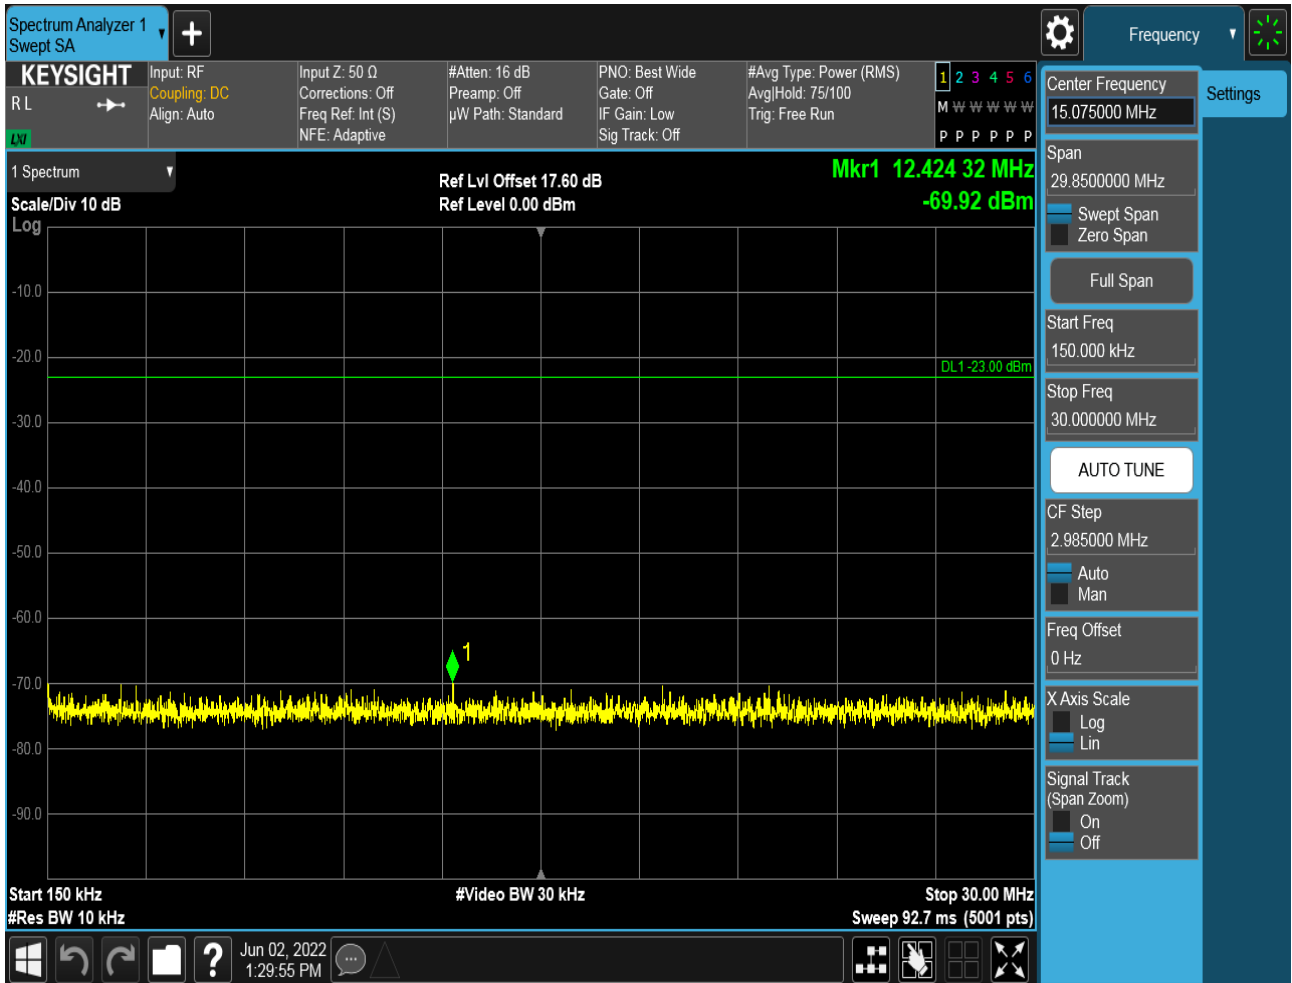 Spectrum Analyzer 1
Swept SA
Frequency
KEYSIGHT
R L
LXI
Input: RF
Coupling: DC
Align: Auto
Input Z: 50 Ω
Corrections: Off
Freq Ref: Int (S)
NFE: Adaptive
#Atten: 16 dB
Preamp: Off
µW Path: Standard
PNO: Best Wide
Gate: Off
IF Gain: Low
Sig Track: Off
#Avg Type: Power (RMS)
Avg|Hold: 75/100
Trig: Free Run
1 2 3 4 5 6
M W W W W W
P P P P P P
1 Spectrum
Scale/Div 10 dB
Log
Ref Lvl Offset 17.60 dB
Ref Level 0.00 dBm
Mkr1 12.424 32 MHz
-69.92 dBm
-10.0
-20.0
DL1 -23.00 dBm
-30.0
-40.0
-50.0
-60.0
1
-70.0
-80.0
-90.0
Start 150 kHz
#Video BW 30 kHz
Stop 30.00 MHz
#Res BW 10 kHz
Sweep 92.7 ms (5001 pts)
?
Jun 02, 2022
1:29:55 PM
Center Frequency
15.075000 MHz
Settings
Span
29.8500000 MHz
Swept Span
Zero Span
Full Span
Start Freq
150.000 kHz
Stop Freq
30.000000 MHz
AUTO TUNE
CF Step
2.985000 MHz
Auto
Man
Freq Offset
0 Hz
X Axis Scale
Log
Lin
Signal Track
(Span Zoom)
On
Off